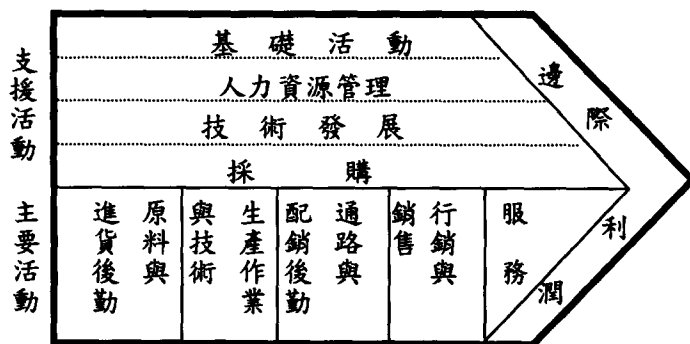 支援活動
基礎活動
人力資源管理
技術發展
採購
主要活動
原料與
進貨後勤
生產作業
與技術
通路與
配銷後勤
行銷與
銷售
服務
邊際利潤